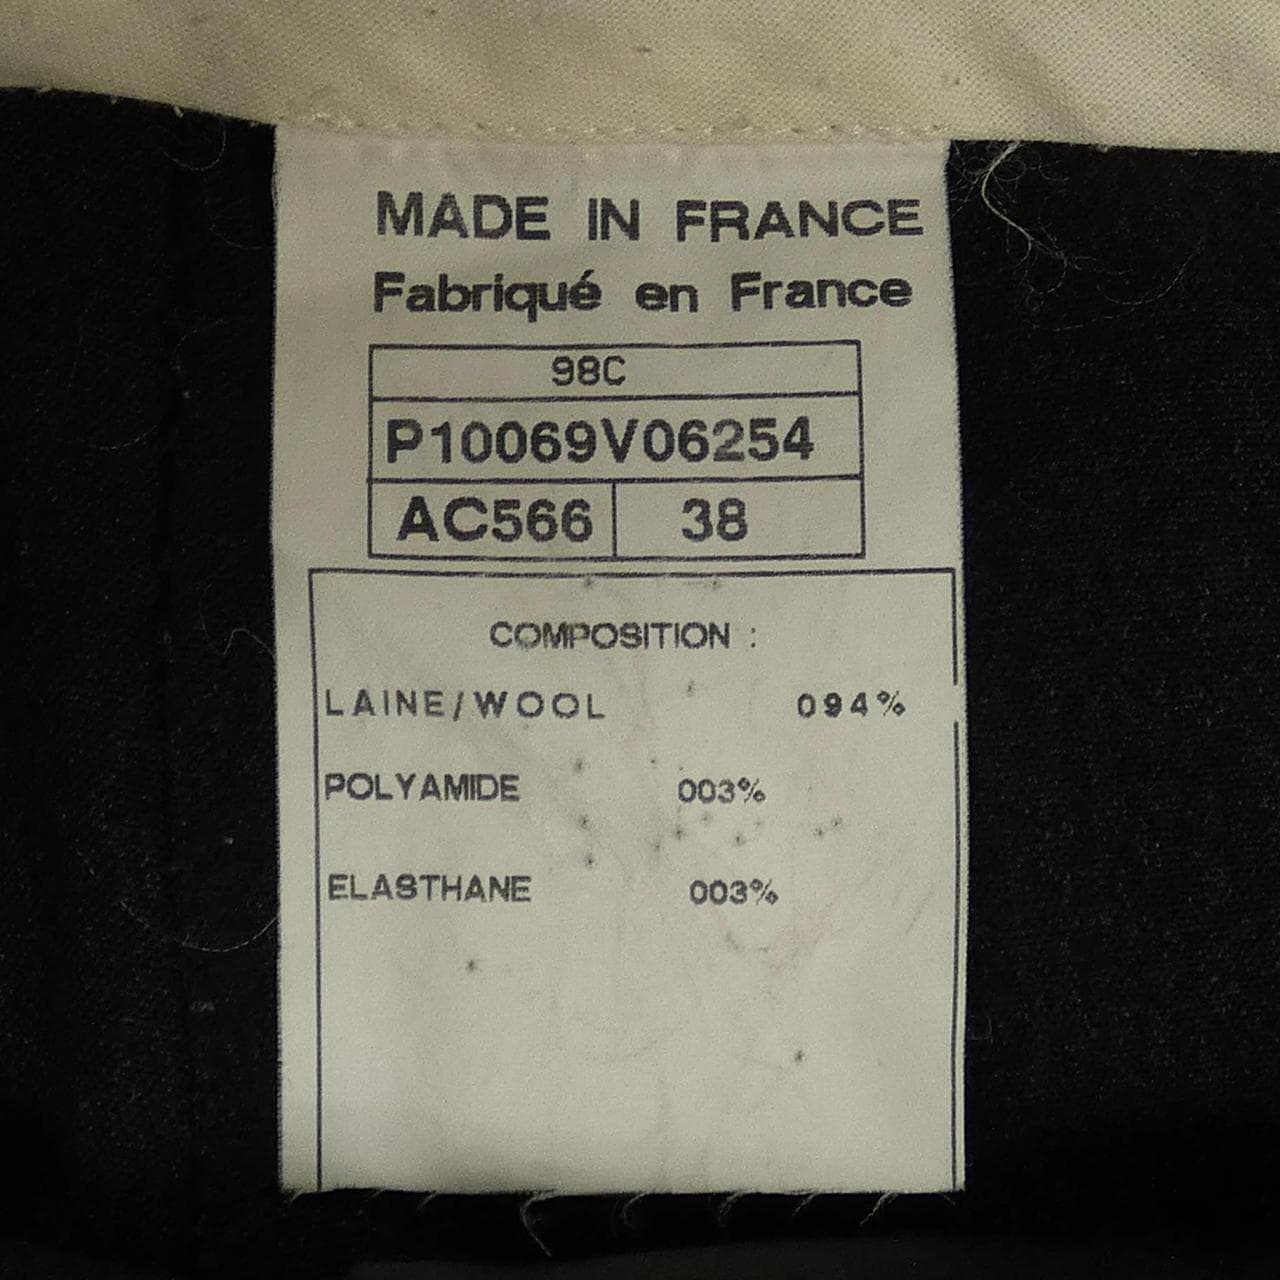 MADE IN FRANCE
Fabriqué en France
98C
P10069V06254
AC566 38
COMPOSITION :
LAINE/WOOL 094%
POLYAMIDE 003%
ELASTHANE 003%